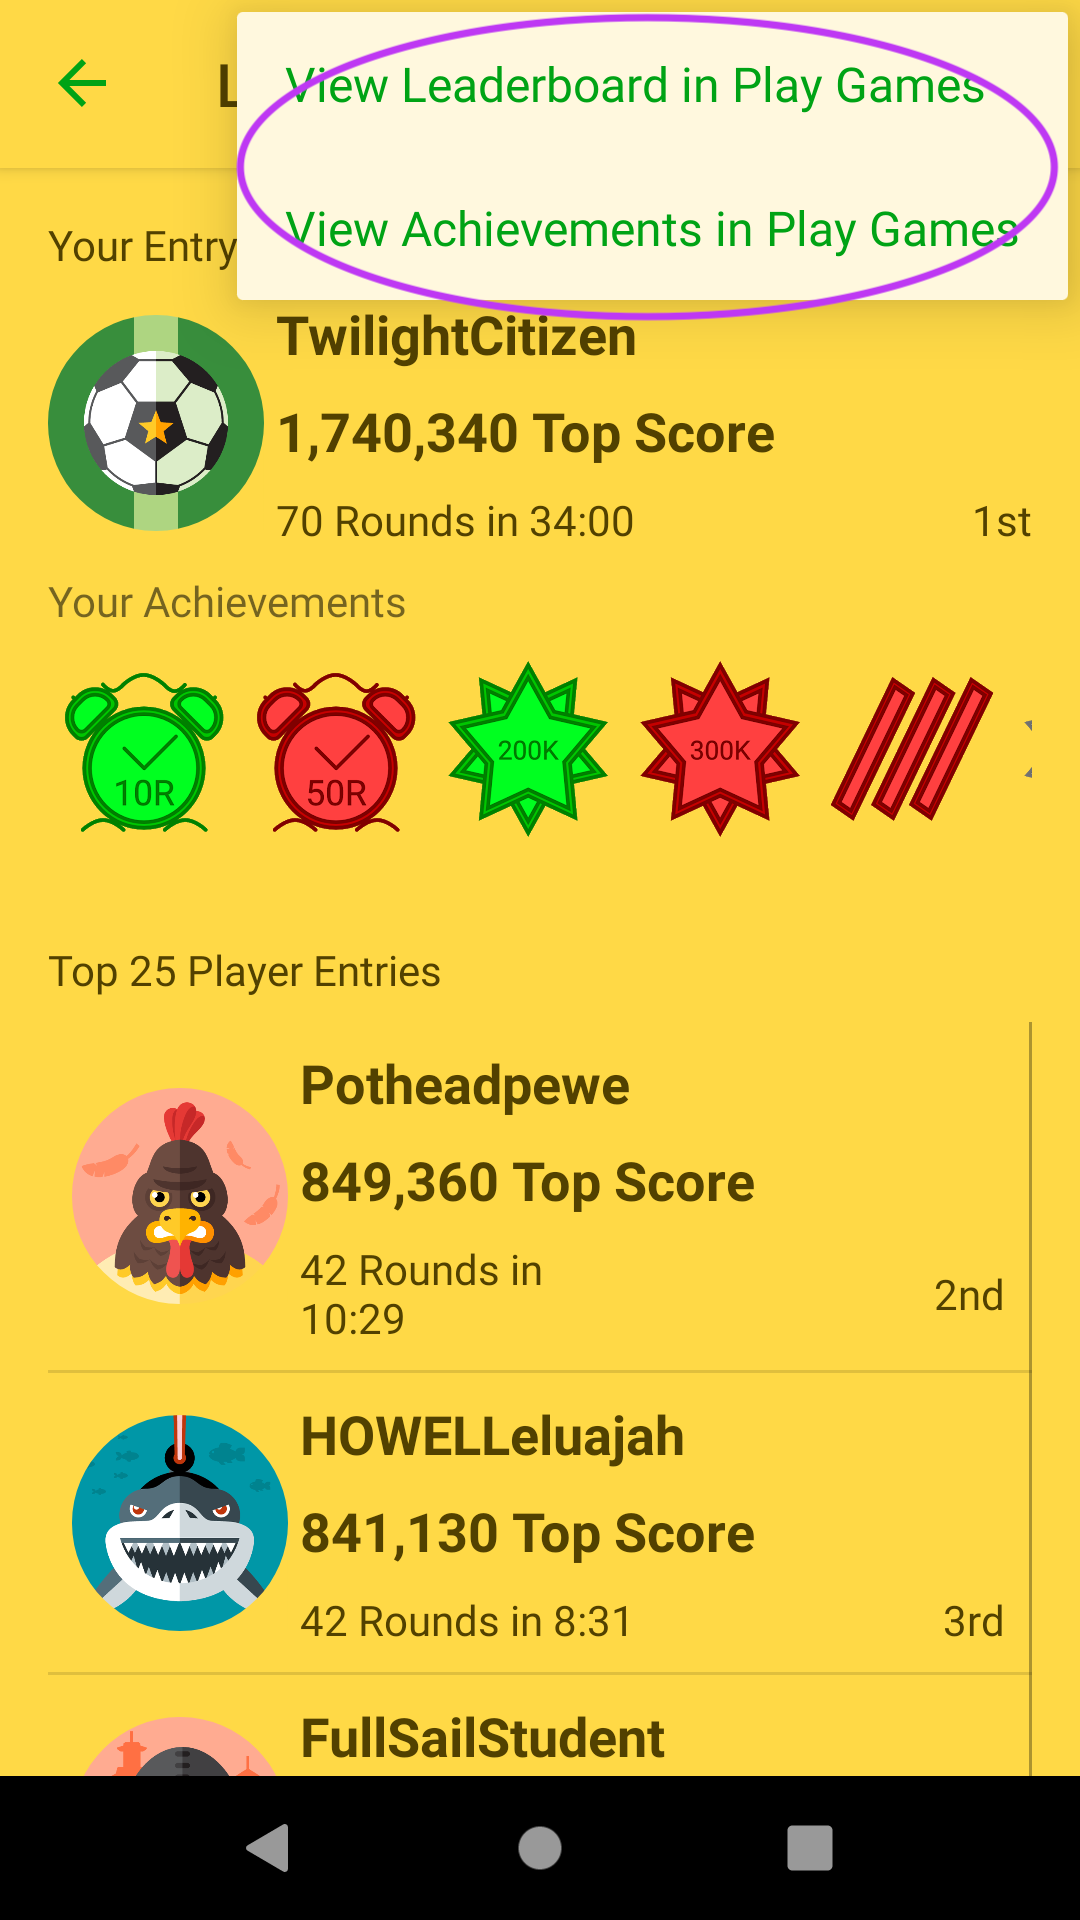 View Leaderboard in Play Games
View Achievements in Play Games
Your Entry
TwilightCitizen
1,740,340 Top Score
70 Rounds in 34:00
1st
Your Achievements
10R
50R
200K
300K
Top 25 Player Entries
Potheadpewe
849,360 Top Score
42 Rounds in
10:29
2nd
HOWELLeluajah
841,130 Top Score
42 Rounds in 8:31
3rd
FullSailStudent